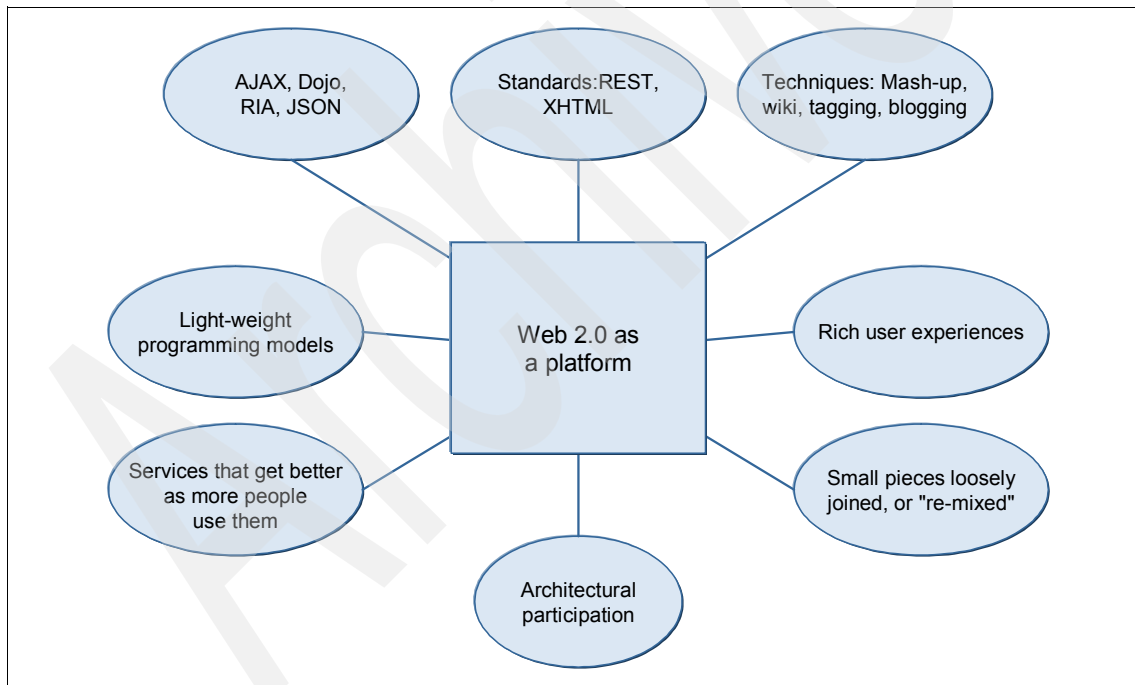 AJAX, Dojo,
RIA, JSON
Standards:REST,
XHTML
Techniques: Mash-up,
wiki, tagging, blogging
Light-weight
programming models
Web 2.0 as
a platform
Rich user experiences
Services that get better
as more people
use them
Small pieces loosely
joined, or "re-mixed"
Architectural
participation